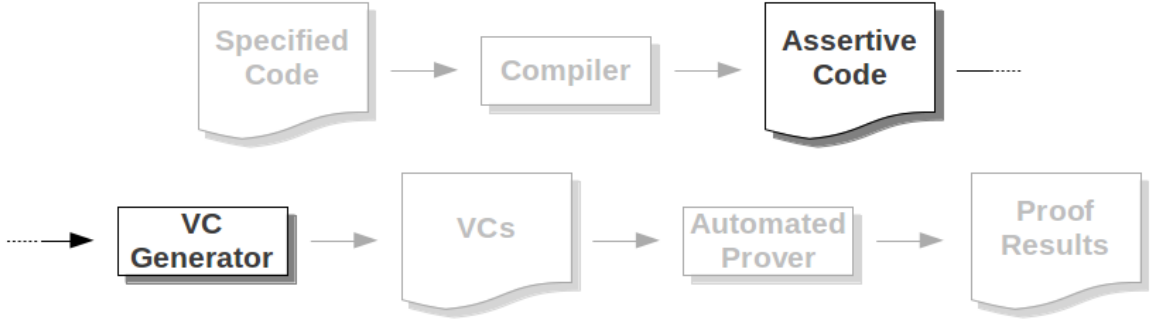 Specified
Code
Compiler
Assertive
Code
VC
Generator
VCs
Automated
Prover
Proof
Results